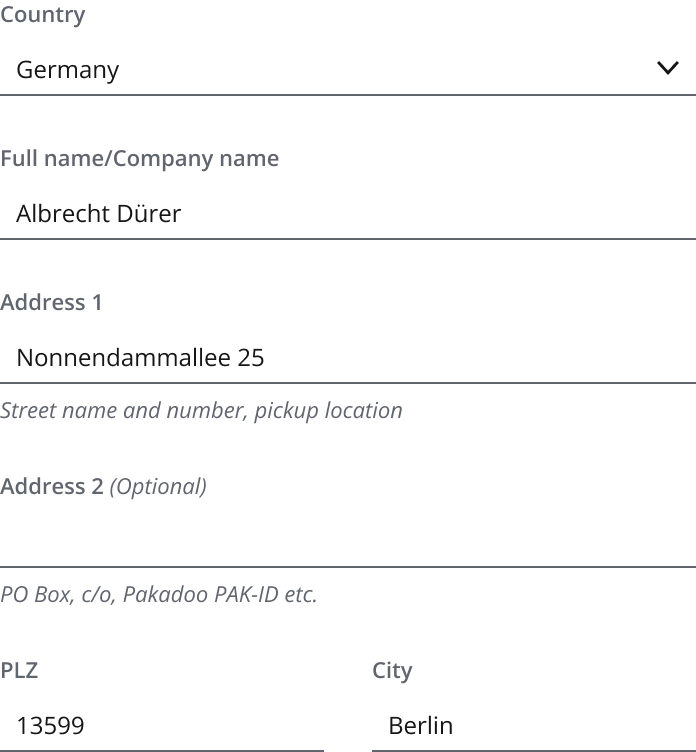 Country
Germany
Full name/Company name
Albrecht Dürer
Address 1
Nonnendammallee 25
Street name and number, pickup location
Address 2 (Optional)
PO Box, c/o, Pakadoo PAK-ID etc.
PLZ City
13599 Berlin